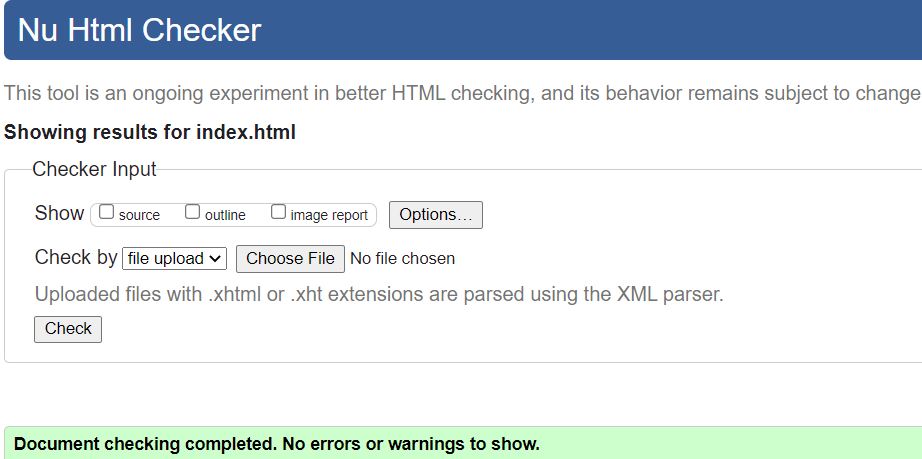 Nu Html Checker
This tool is an ongoing experiment in better HTML checking, and its behavior remains subject to change
Showing results for index.html
Checker Input
Show source outline image report Options...
Check by file upload Choose File No file chosen
Uploaded files with .xhtml or .xht extensions are parsed using the XML parser.
Check
Document checking completed. No errors or warnings to show.